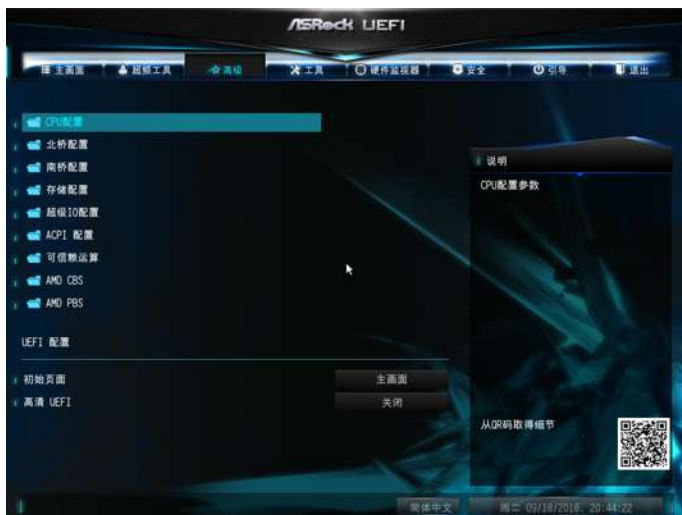 ASRock UEFI
主画面 超频工具 高级 工具 硬件监视器 安全 引导 退出
CPU配置
北桥配置
南桥配置
存储配置
超级IO配置
ACPI 配置
可信赖运算
AMD CBS
AMD PBS
UEFI 配置
初始页面 主画面
高清 UEFI 关闭
说明
CPU配置参数
从QR码取得细节
简体中文 周二 09/18/2018. 20:44:22